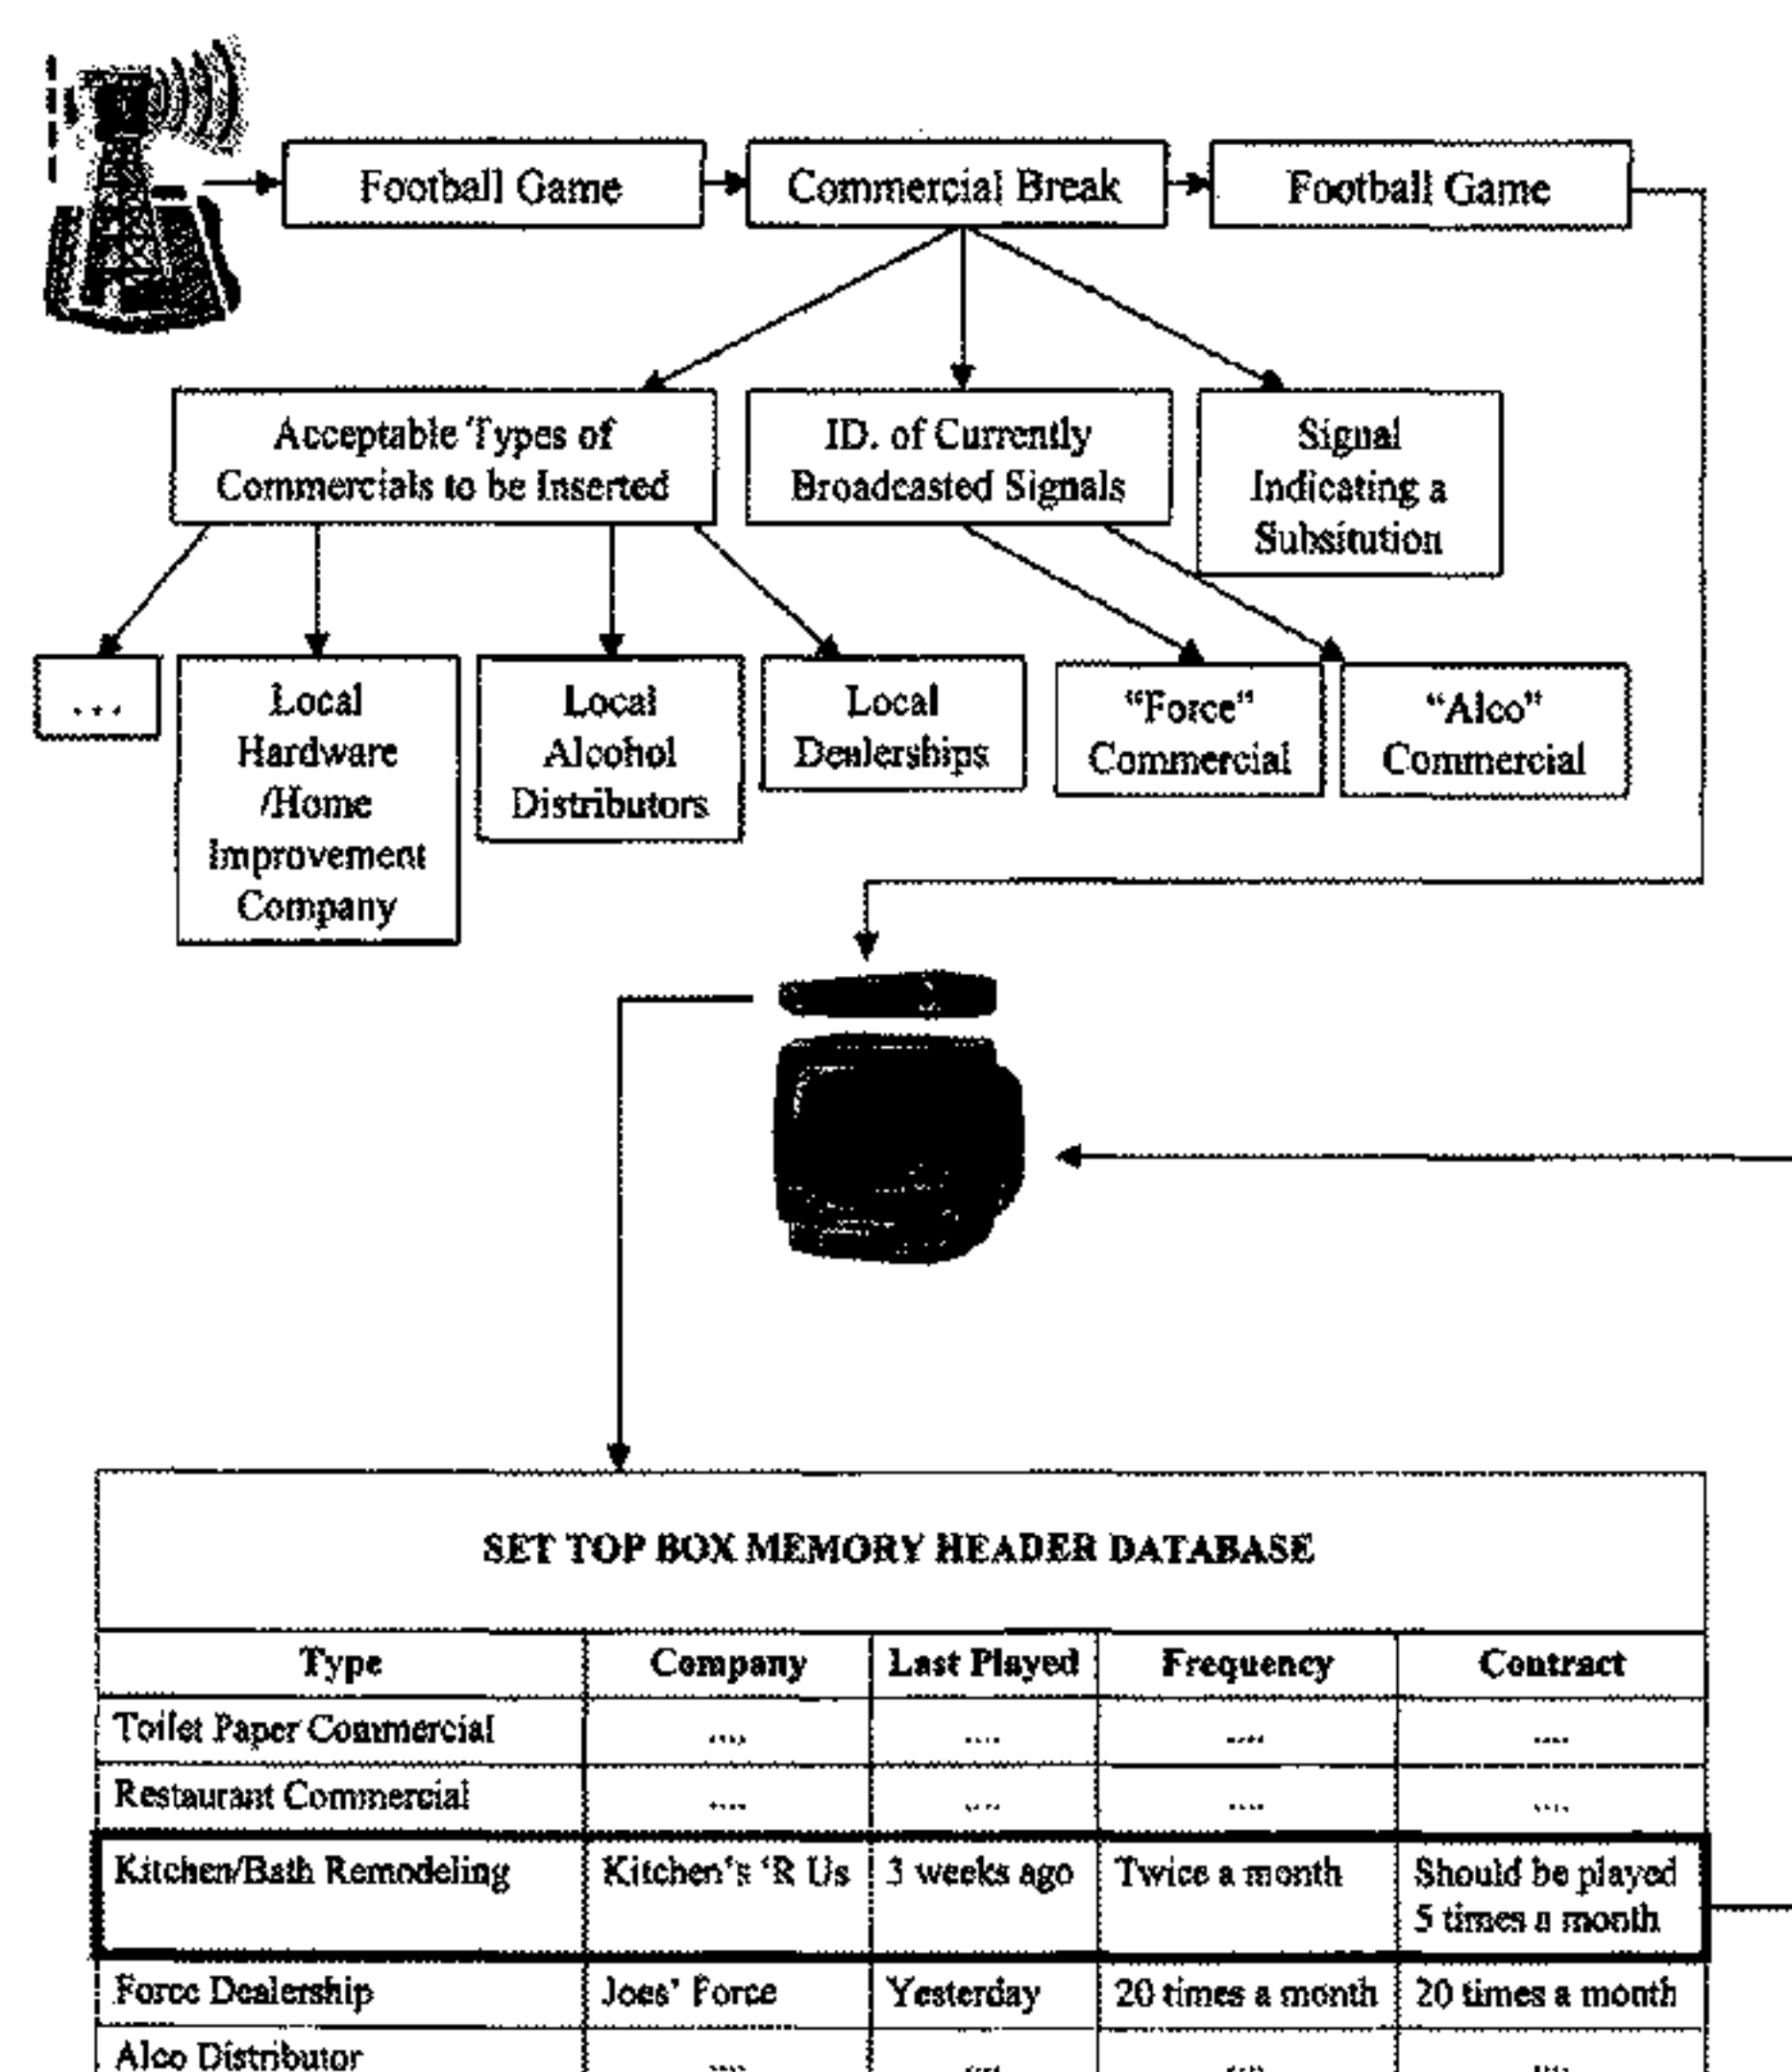 Football Game
Commercial Break
Football Game
Acceptable Types of
Commercials to be Inserted
ID. of Currently
Broadcasted Signals
Signal
Indicating a
Subsitution
...
Local
Hardware
/Home
Improvement
Company
Local
Alcohol
Distributors
Local
Dealerships
“Force”
Commercial
“Alco”
Commercial
SET TOP BOX MEMORY HEADER DATABASE
Type Company Last Played Frequency Contract
Toilet Paper Commercial .... .... .... ....
Restaurant Commercial .... .... .... ....
Kitchen/Bath Remodeling Kitchen's ‘R Us 3 weeks ago Twice a month Should be played
5 times a month
Force Dealership Joes’ Force Yesterday 20 times a month 20 times a month
Alco Distributor .... .... .... ....